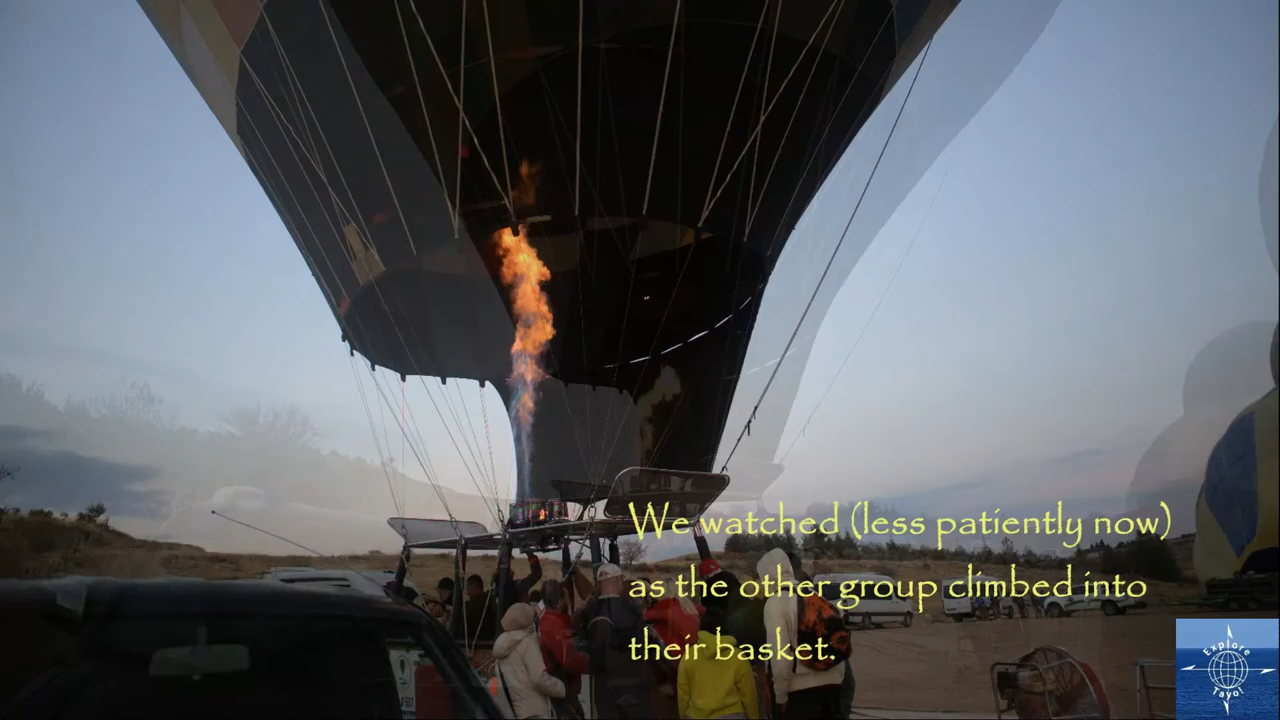 We watched (less patiently now)
as the other group climbed into
their basket.
Explore
Tayo!